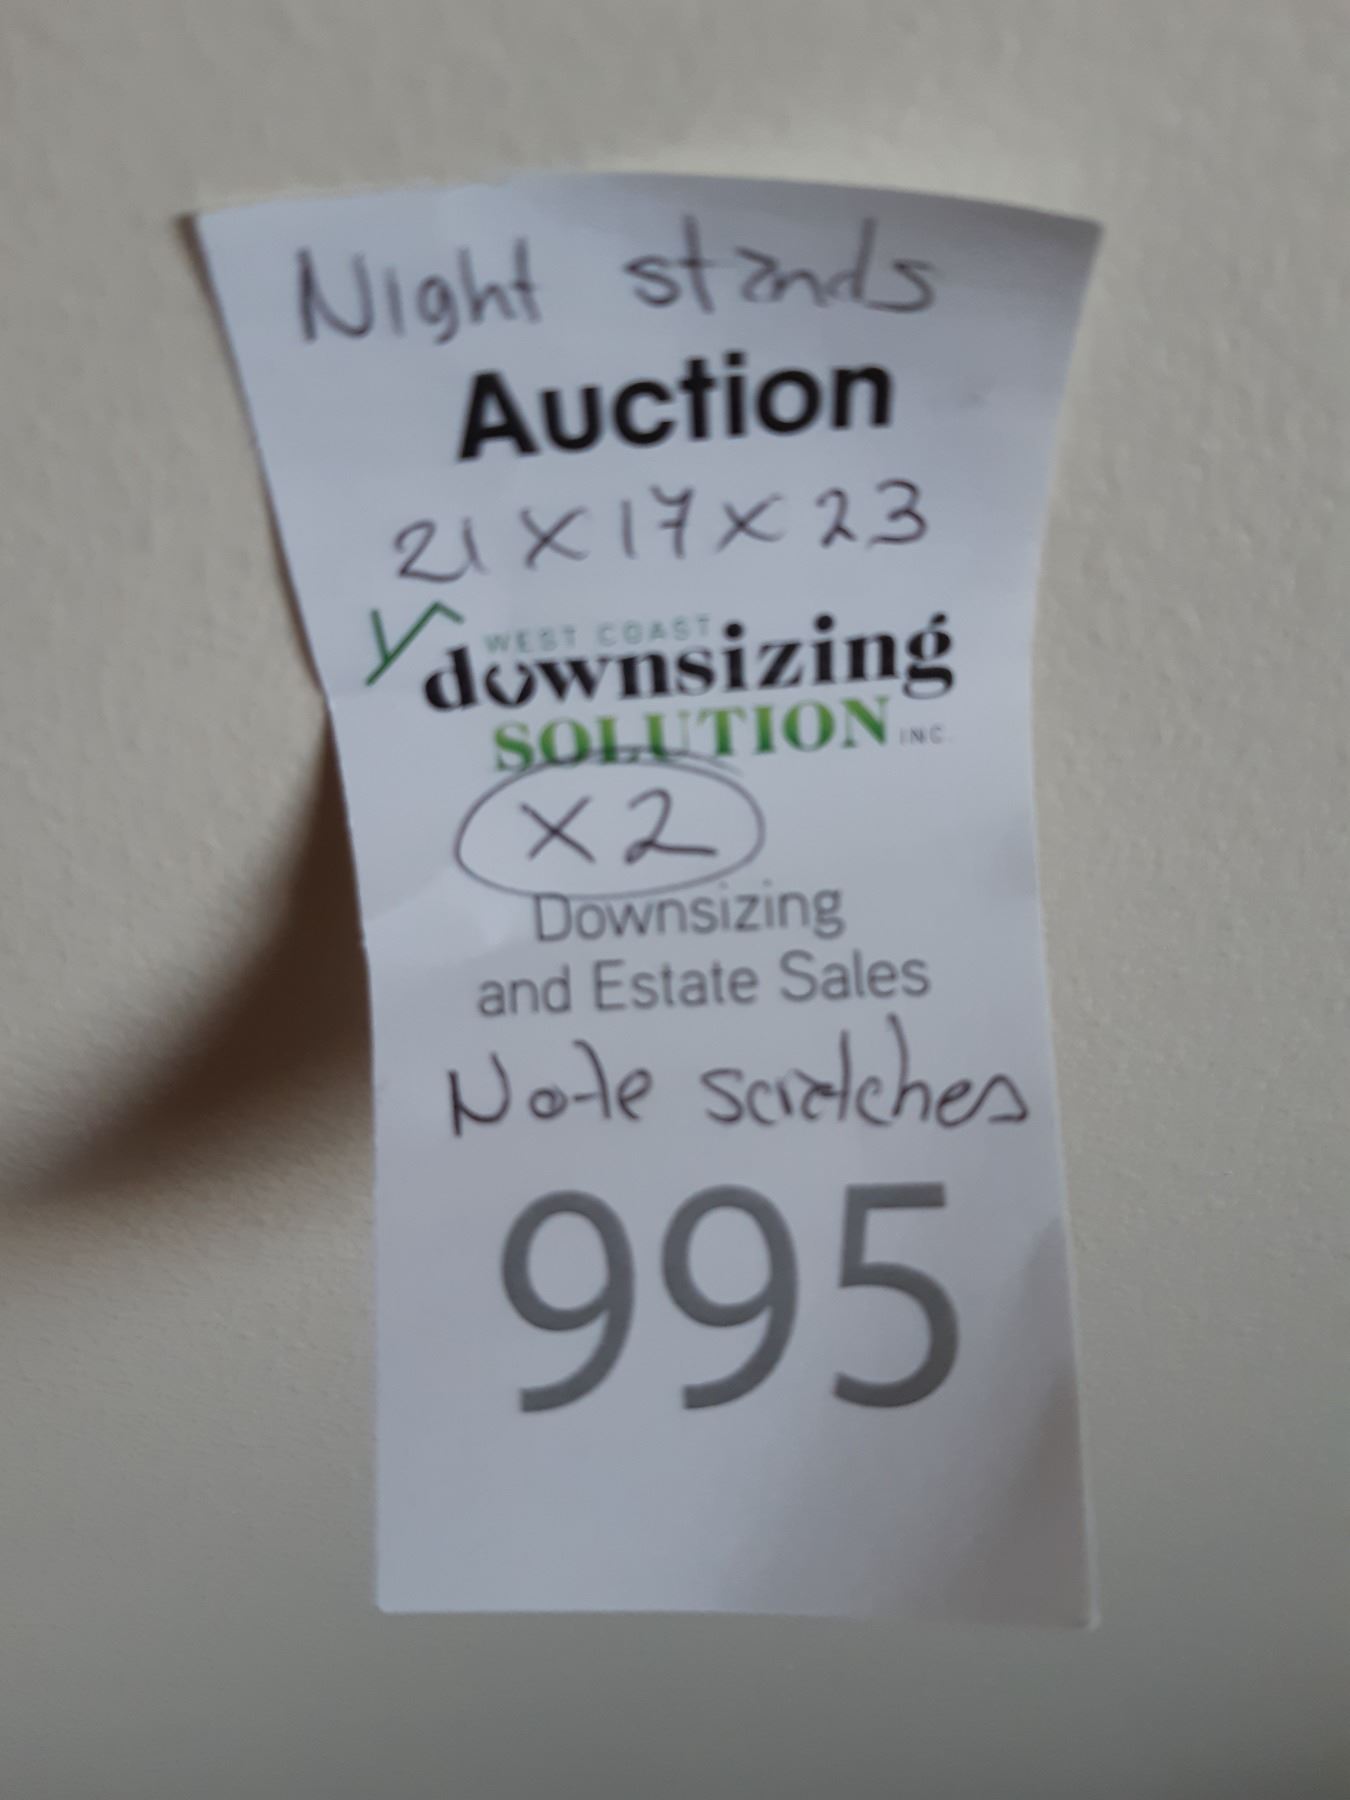 Night stands
Auction
21 X 17 X 23
WEST COAST
downsizing
SOLUTION INC.
X2
Downsizing
and Estate Sales
Note scratches
995